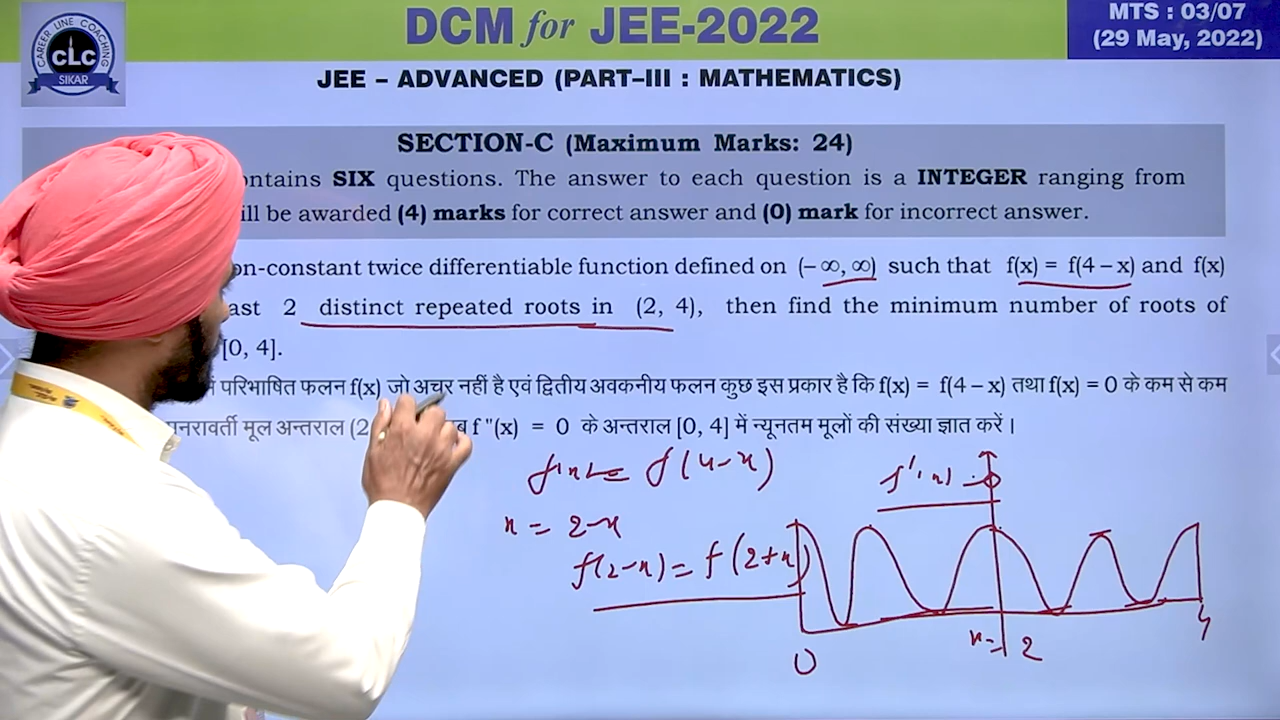 DCM for JEE-2022
MTS : 03/07
(29 May, 2022)
CAREER LINE COACHING
CLC
SIKAR
JEE – ADVANCED (PART–III : MATHEMATICS)
SECTION-C (Maximum Marks: 24)
ontains SIX questions. The answer to each question is a INTEGER ranging from
ill be awarded (4) marks for correct answer and (0) mark for incorrect answer.
on-constant twice differentiable function defined on (– ∞, ∞) such that f(x) = f(4 – x) and f(x)
ast 2 distinct repeated roots in (2, 4), then find the minimum number of roots of
[0, 4].
परिभाषित फलन f(x) जो अचर नहीं है एवं द्वितीय अवकनीय फलन कुछ इस प्रकार है कि f(x) = f(4 – x) तथा f(x) = 0 के कम से कम
मूल अन्तराल (2 f "(x) = 0 के अन्तराल [0, 4] में न्यूनतम मूलों की संख्या ज्ञात करें।
f(x) = f(4-x)
f'(x) = 0
x = 2-x
f(2-x) = f(2+x)
x = 2
0
4